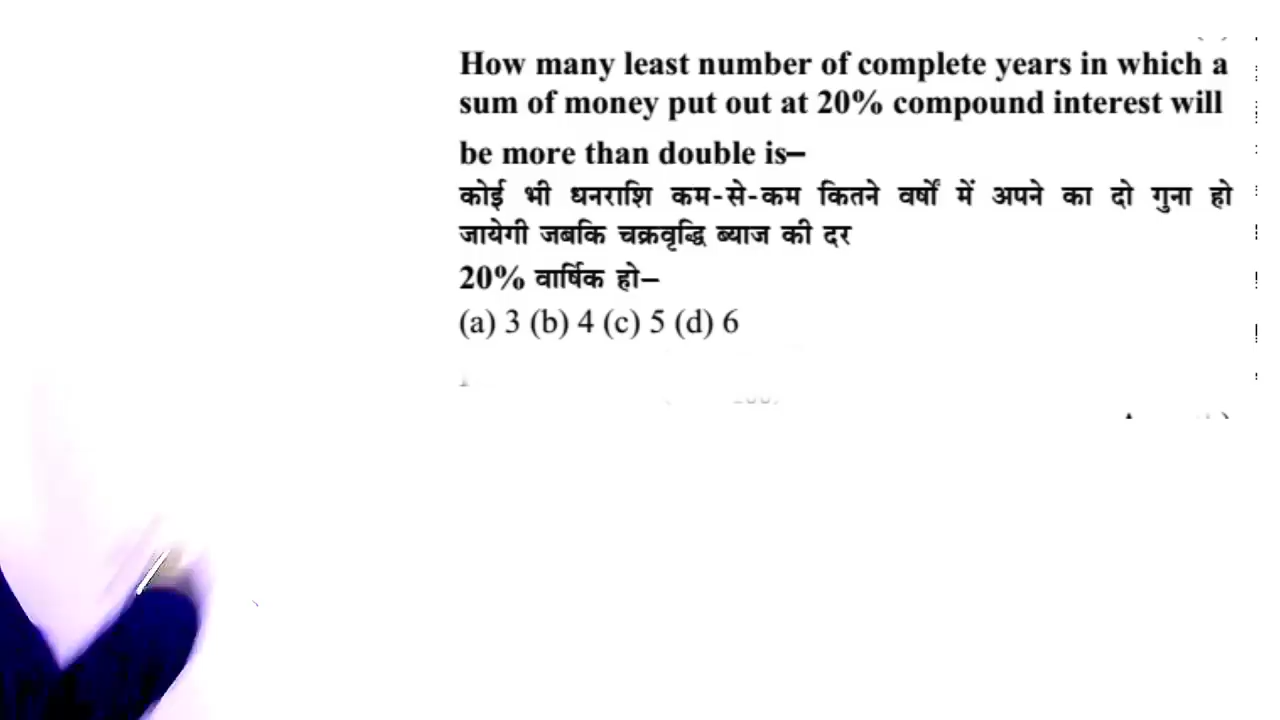 How many least number of complete years in which a
sum of money put out at 20% compound interest will
be more than double is–
कोई भी धनराशि कम-से-कम कितने वर्षों में अपने का दो गुना हो
जायेगी जबकि चक्रवृद्धि ब्याज की दर
20% वार्षिक हो–
(a) 3 (b) 4 (c) 5 (d) 6